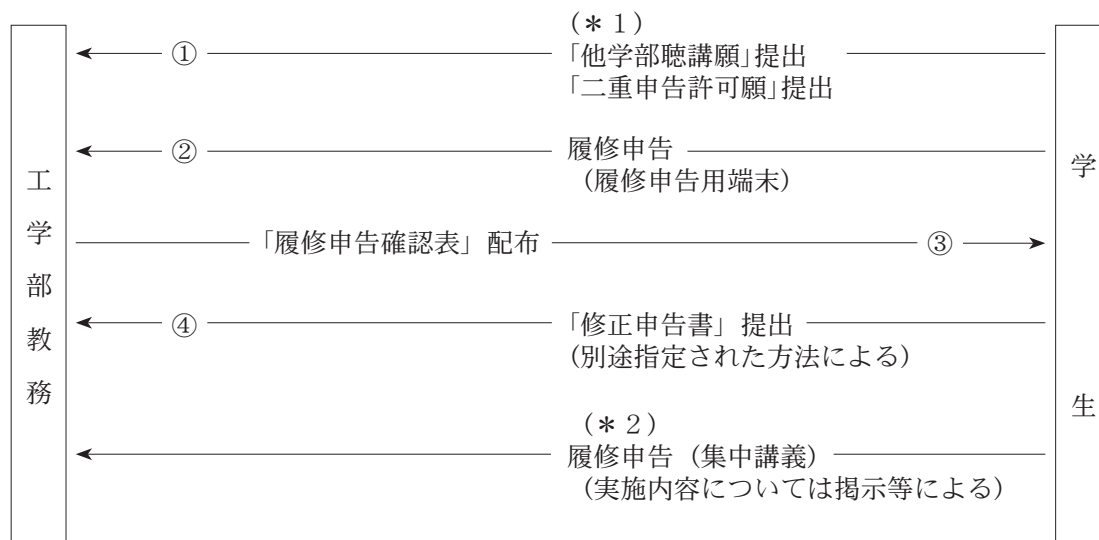 (＊1)
①
「他学部聴講願」提出
「二重申告許可願」提出
②
履修申告
（履修申告用端末）
「履修申告確認表」配布
③
④
「修正申告書」提出
（別途指定された方法による）
(＊2)
履修申告（集中講義）
（実施内容については掲示等による）
工学部教務
学生